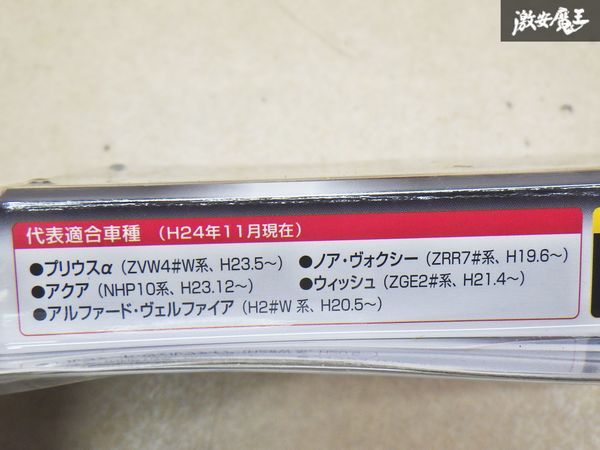 激安魔王
代表適合車種 (H24年11月現在)
●プリウスα (ZVW4#W系、H23.5～) ●ノア・ヴォクシー (ZRR7#系、H19.6～)
●アクア (NHP10系、H23.12～) ●ウィッシュ (ZGE2#系、H21.4～)
●アルファード・ヴェルファイア (H2#W系、H20.5～)